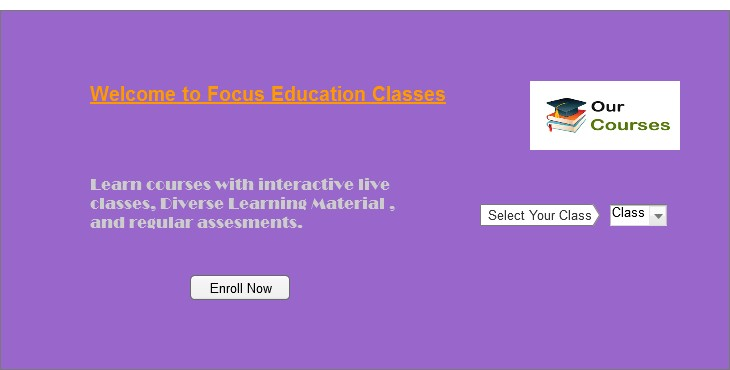 Welcome to Focus Education Classes
Our
Courses
Learn courses with interactive live
classes, Diverse Learning Material ,
and regular assesments.
Select Your Class
Class
Enroll Now